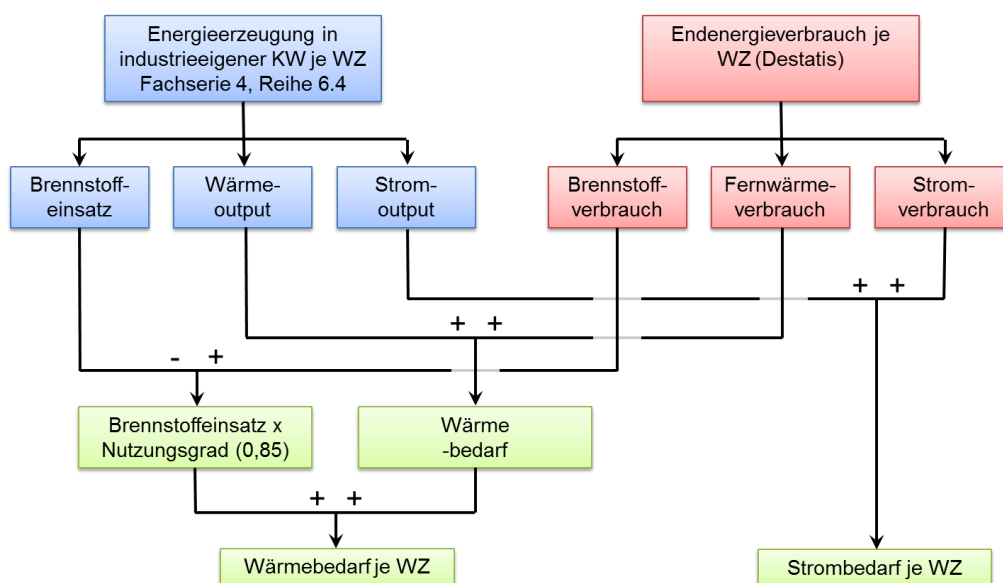 Energieerzeugung in
industrieeigener KW je WZ
Fachserie 4, Reihe 6.4
Endenergieverbrauch je
WZ (Destatis)
Brennstoff-
einsatz
Wärme-
output
Strom-
output
Brennstoff-
verbrauch
Fernwärme-
verbrauch
Strom-
verbrauch
+ +
+ +
- +
Brennstoffeinsatz x
Nutzungsgrad (0,85)
Wärme
-bedarf
+ +
Wärmebedarf je WZ
Strombedarf je WZ